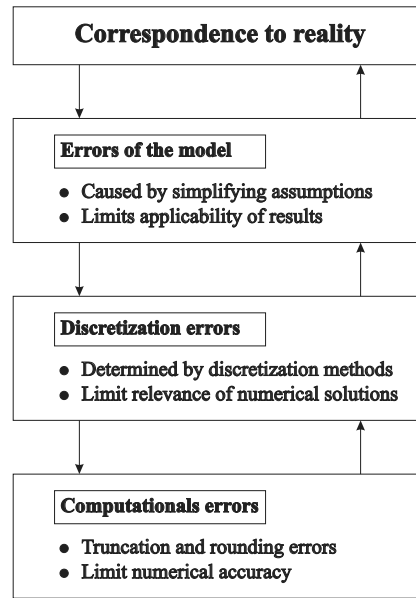 Correspondence to reality
Errors of the model
● Caused by simplifying assumptions
● Limits applicability of results
Discretization errors
● Determined by discretization methods
● Limit relevance of numerical solutions
Computationals errors
● Truncation and rounding errors
● Limit numerical accuracy